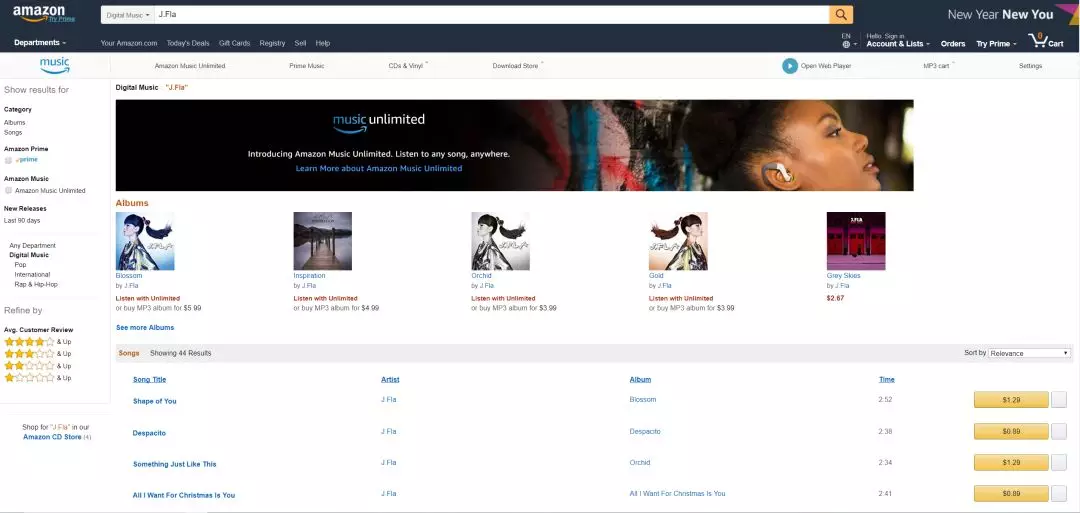 amazon
Try Prime
Digital Music
J.Fla
New Year New You
Departments
Your Amazon.com Today's Deals Gift Cards Registry Sell Help
EN
Hello. Sign in
Account & Lists
Orders
Try Prime
0
Cart
music
Amazon Music Unlimited
Prime Music
CDs & Vinyl
Download Store
Open Web Player
MP3 cart
Settings
Show results for
Category
Albums
Songs
Amazon Prime
prime
Amazon Music
Amazon Music Unlimited
New Releases
Last 90 days
Any Department
Digital Music
Pop
International
Rap & Hip-Hop
Refine by
Avg. Customer Review
& Up
& Up
& Up
& Up
Shop for "J Fla" in our
Amazon CD Store (4)
Digital Music "J.Fla"
music unlimited
Introducing Amazon Music Unlimited. Listen to any song, anywhere.
Learn More about Amazon Music Unlimited
Albums
Blossom
by J.Fla
Listen with Unlimited
or buy MP3 album for $5.99
Inspiration
by J.Fla
Listen with Unlimited
or buy MP3 album for $4.99
Orchid
by J.Fla
Listen with Unlimited
or buy MP3 album for $3.99
Gold
by J.Fla
Listen with Unlimited
or buy MP3 album for $3.99
J.FLA
Grey Skies
by J.Fla
$2.67
See more Albums
Songs Showing 44 Results
Sort by Relevance
Song Title Artist Album Time
Shape of You J Fla Blossom 2:52 $1.29
Despacito J Fla Despacito 2:38 $0.89
Something Just Like This J.Fla Orchid 2:34 $1.29
All I Want For Christmas Is You J.Fla All I Want For Christmas Is You 2:41 $0.89